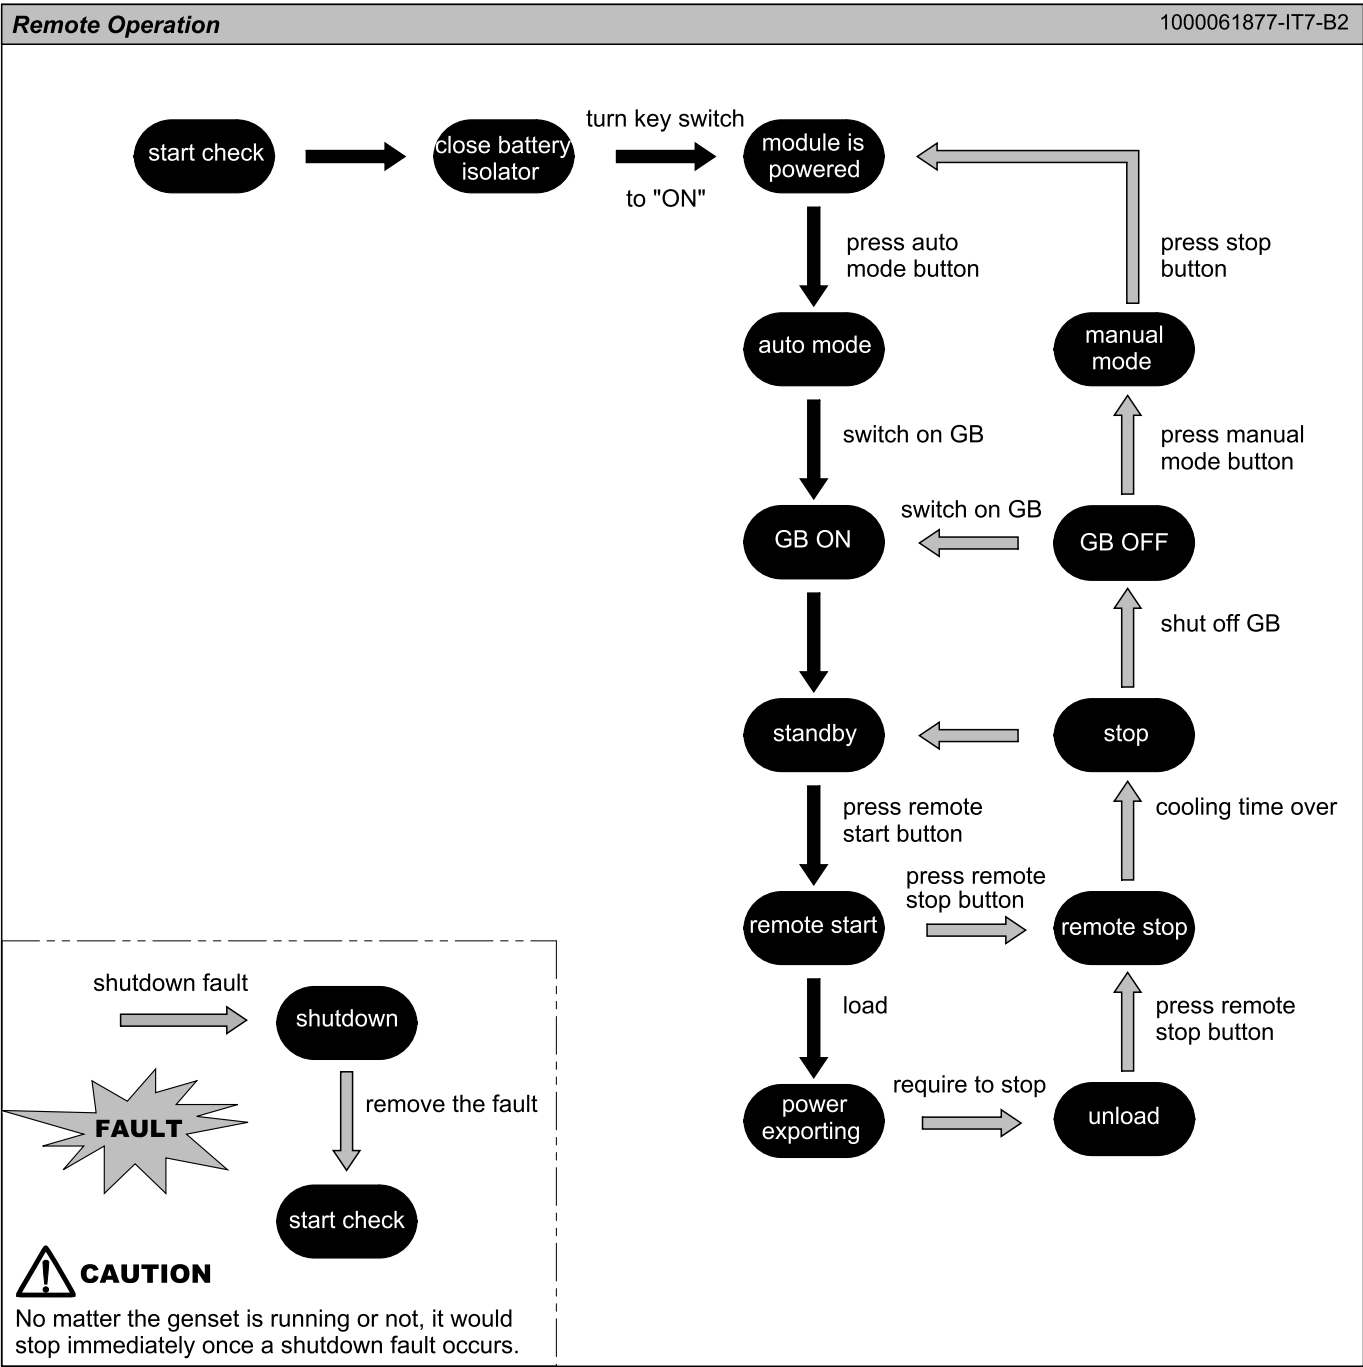 Remote Operation
1000061877-IT7-B2
start check
close battery
isolator
turn key switch
to "ON"
module is
powered
press auto
mode button
press stop
button
auto mode
manual
mode
switch on GB
press manual
mode button
GB ON
switch on GB
GB OFF
shut off GB
standby
stop
press remote
start button
cooling time over
remote start
press remote
stop button
remote stop
load
press remote
stop button
power
exporting
require to stop
unload
shutdown fault
shutdown
FAULT
remove the fault
start check
CAUTION
No matter the genset is running or not, it would
stop immediately once a shutdown fault occurs.